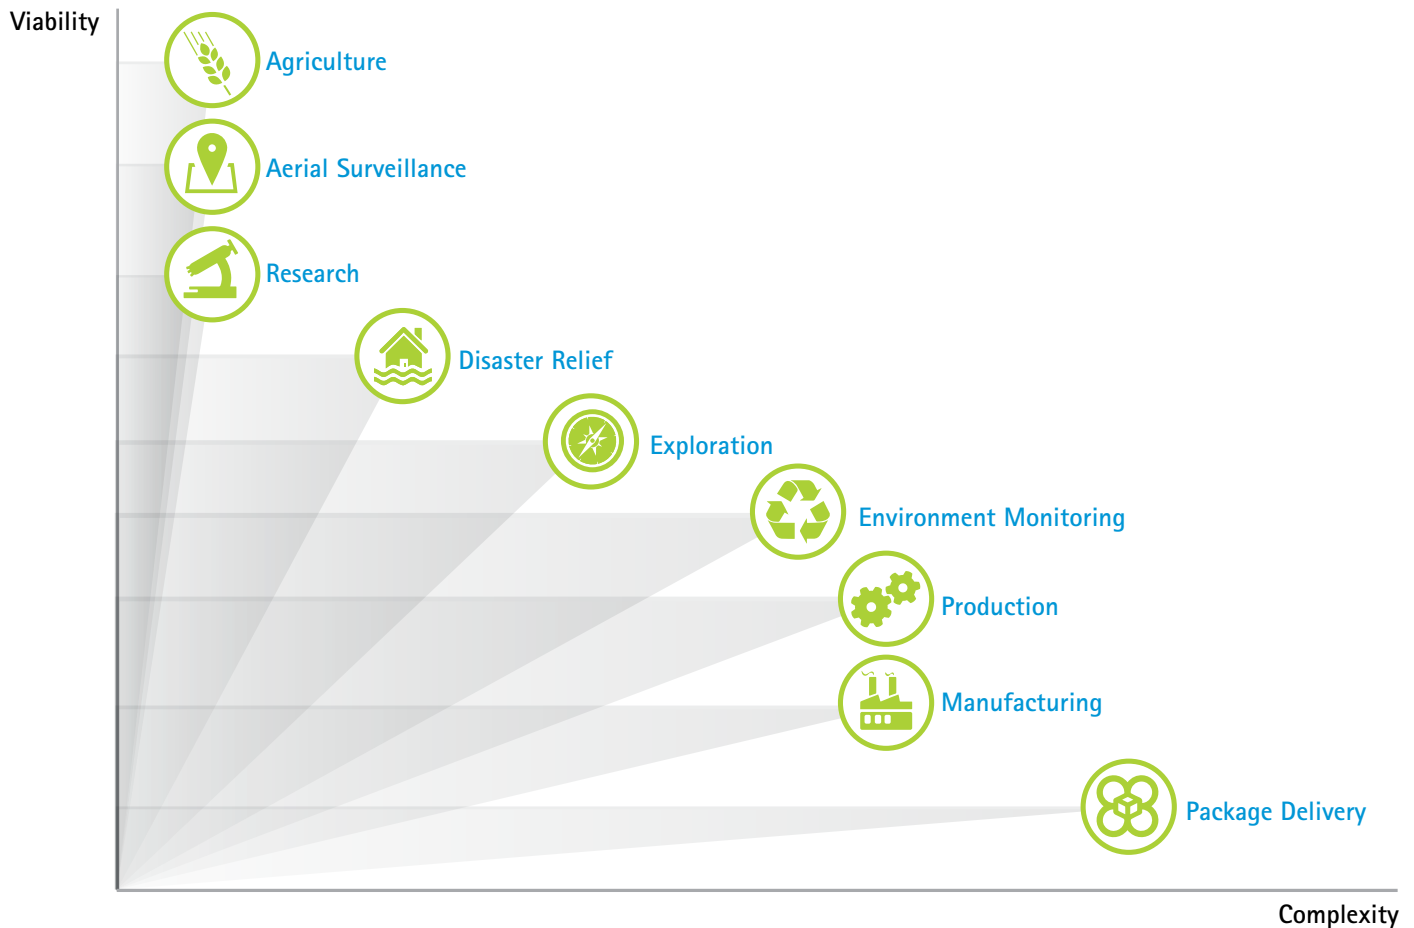 Viability
Agriculture
Aerial Surveillance
Research
Disaster Relief
Exploration
Environment Monitoring
Production
Manufacturing
Package Delivery
Complexity